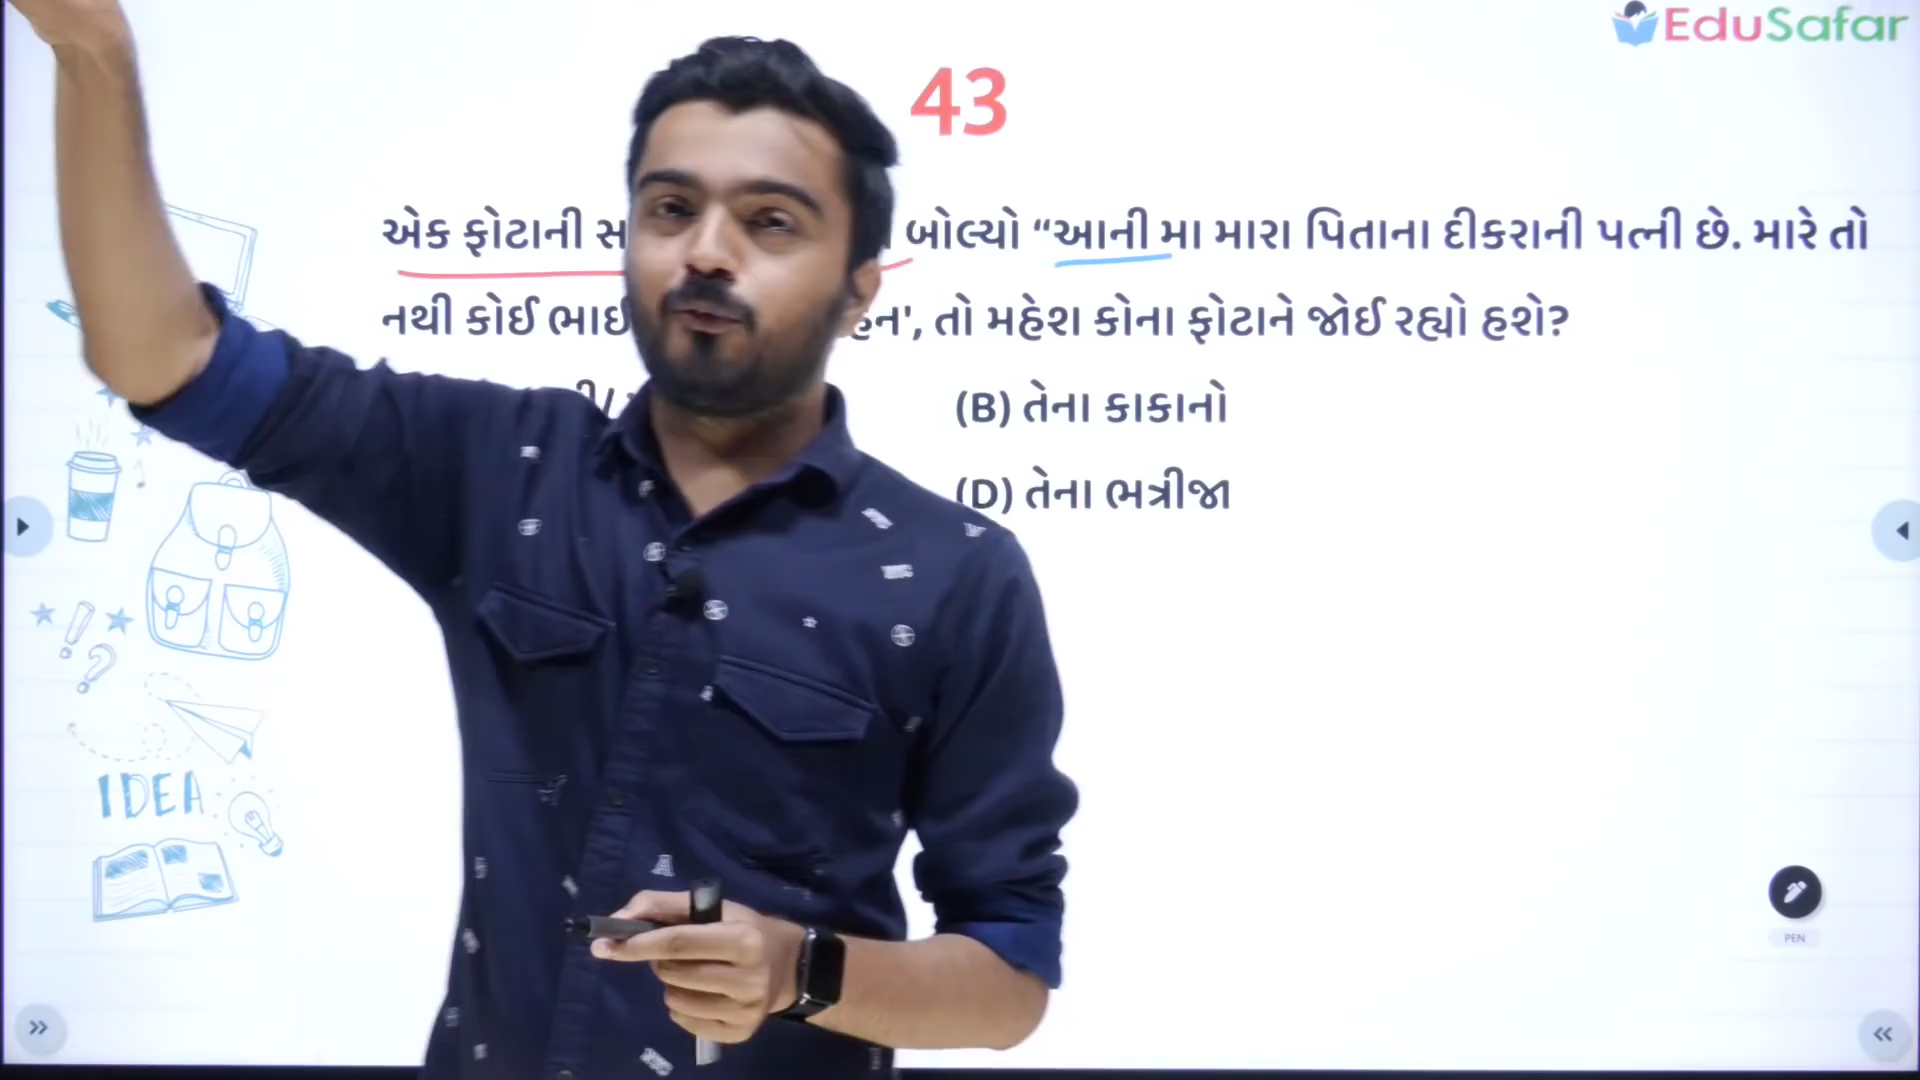 EduSafar
43
એક ફોટાની બોલ્યો “આની મા મારા પિતાના દીકરાની પત્ની છે. મારે તો
નથી કોઈ તો મહેશ કોના ફોટાને જોઈ રહ્યો હશે?
(B) તેના કાકાનો
(D) તેના ભત્રીજા
IDEA
PEN